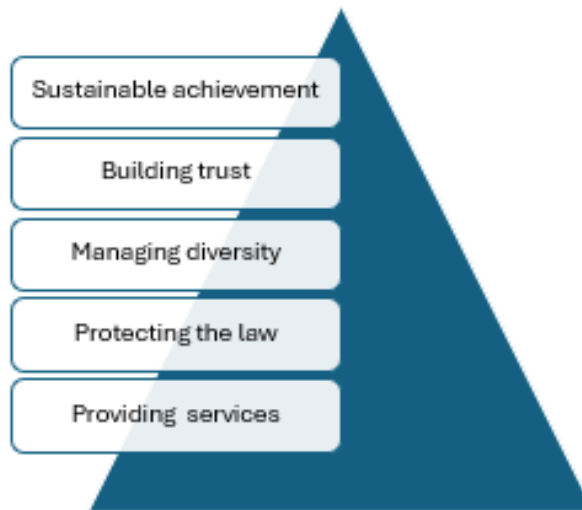 Sustainable achievement
Building trust
Managing diversity
Protecting the law
Providing services